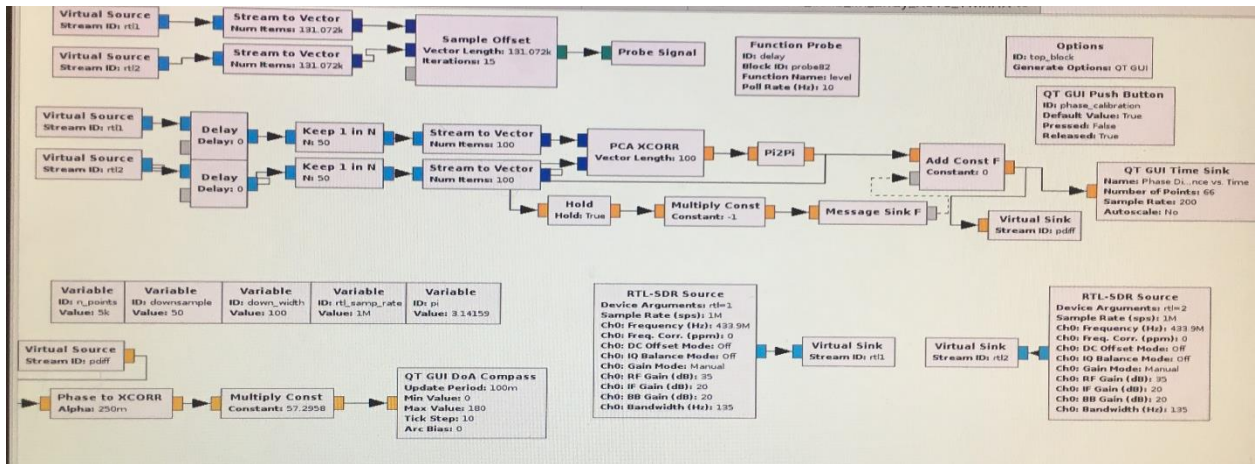 Virtual Source
Stream ID: rtl1
Stream to Vector
Num Items: 131.072k
Virtual Source
Stream ID: rtl2
Stream to Vector
Num Items: 131.072k
Sample Offset
Vector Length: 131.072k
Iterations: 15
Probe Signal
Function Probe
ID: delay
Block ID: probe82
Function Name: level
Poll Rate (Hz): 10
Options
ID: top_block
Generate Options: QT GUI
QT GUI Push Button
ID: phase_calibration
Default Value: True
Pressed: False
Released: True
Virtual Source
Stream ID: rtl1
Virtual Source
Stream ID: rtl2
Delay
Delay: 0
Delay
Delay: 0
Keep 1 in N
N: 50
Keep 1 in N
N: 50
Stream to Vector
Num Items: 100
Stream to Vector
Num Items: 100
PCA XCORR
Vector Length: 100
Pi2Pi
Add Const F
Constant: 0
QT GUI Time Sink
Name: Phase Di...nce vs. Time
Number of Points: 66
Sample Rate: 200
Autoscale: No
Hold
Hold: True
Multiply Const
Constant: -1
Message Sink F
Virtual Sink
Stream ID: pdiff
Variable
ID: n_points
Value: 5k
Variable
ID: downsample
Value: 50
Variable
ID: down_width
Value: 100
Variable
ID: rtl_samp_rate
Value: 1M
Variable
ID: pi
Value: 3.14159
Virtual Source
Stream ID: pdiff
Phase to XCORR
Alpha: 250m
Multiply Const
Constant: 57.2958
QT GUI DoA Compass
Update Period: 100m
Min Value: 0
Max Value: 180
Tick Step: 10
Arc Bias: 0
RTL-SDR Source
Device Arguments: rtl=1
Sample Rate (sps): 1M
Ch0: Frequency (Hz): 433.9M
Ch0: Freq. Corr. (ppm): 0
Ch0: DC Offset Mode: Off
Ch0: IQ Balance Mode: Off
Ch0: Gain Mode: Manual
Ch0: RF Gain (dB): 35
Ch0: IF Gain (dB): 20
Ch0: BB Gain (dB): 20
Ch0: Bandwidth (Hz): 135
Virtual Sink
Stream ID: rtl1
Virtual Sink
Stream ID: rtl2
RTL-SDR Source
Device Arguments: rtl=2
Sample Rate (sps): 1M
Ch0: Frequency (Hz): 433.9M
Ch0: Freq. Corr. (ppm): 0
Ch0: DC Offset Mode: Off
Ch0: IQ Balance Mode: Off
Ch0: Gain Mode: Manual
Ch0: RF Gain (dB): 35
Ch0: IF Gain (dB): 20
Ch0: BB Gain (dB): 20
Ch0: Bandwidth (Hz): 135